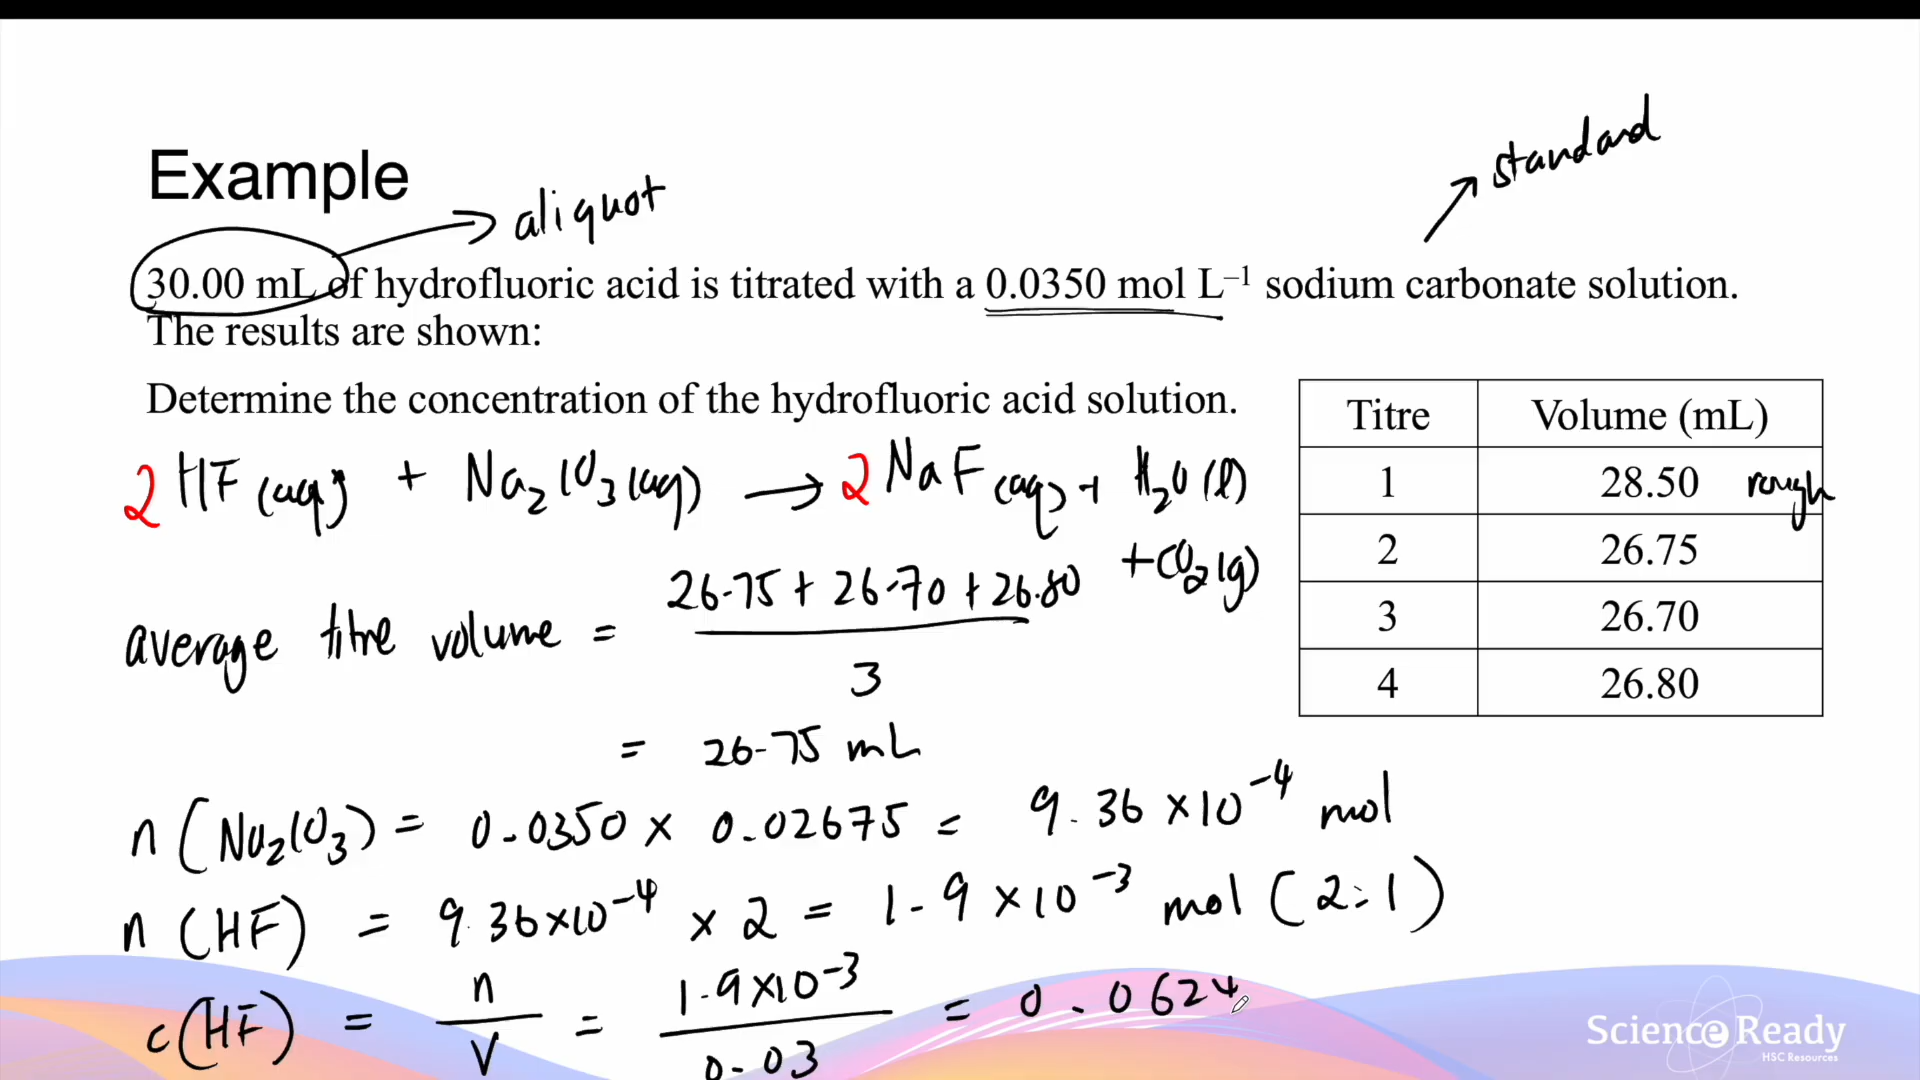 Example
aliquot
standard
30.00 mL of hydrofluoric acid is titrated with a 0.0350 mol L⁻¹ sodium carbonate solution.
The results are shown:
Determine the concentration of the hydrofluoric acid solution.
Titre Volume (mL)
1 28.50 rough
2 26.75
3 26.70
4 26.80
2 HF (aq) + Na₂CO₃ (aq) → 2 NaF (aq) + H₂O (l)
+ CO₂ (g)
average titre volume = (26.75 + 26.70 + 26.80) / 3
= 26.75 mL
n (Na₂CO₃) = 0.0350 × 0.02675 = 9.36 × 10⁻⁴ mol
n (HF) = 9.36 × 10⁻⁴ × 2 = 1.9 × 10⁻³ mol (2:1)
c (HF) = n / V = 1.9 × 10⁻³ / 0.03 = 0.0624
Science Ready
HSC Resources